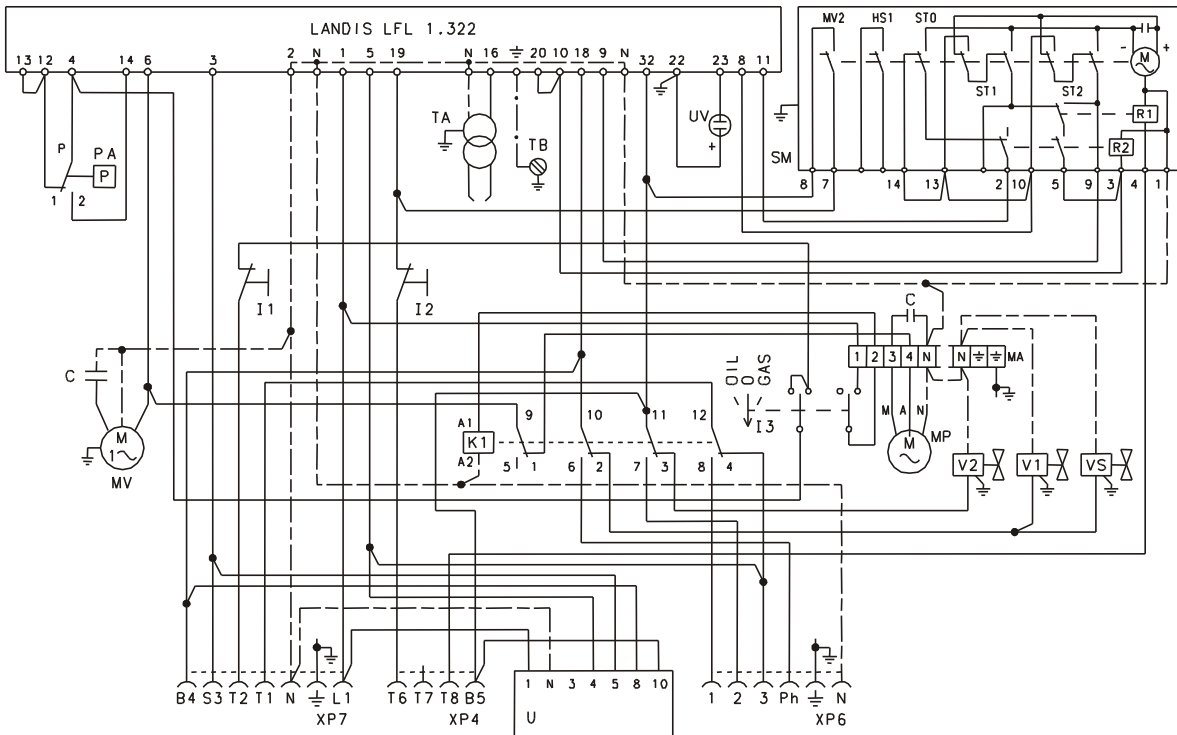 LANDIS LFL 1.322
MV2 HS1 ST0
13 12 4 14 6 3 2 N 1 5 19 N 16 20 10 18 9 N 32 22 23 8 11
- M +
ST1 ST2
TA UV +
R1
P PA
P
TB
R2
SM
1 2
8 7 14 13 2 10 5 9 3 4 1
I1 I2
C
C
1 2 3 4 N N MA
OIL
O
GAS
I3
9 10 11 12
A1
K1
A2
M A N
M
1
MV
M
MP
V2 V1 VS
5 1 6 2 7 3 8 4
B4 S3 T2 T1 N L1 T6 T7 T8 B5
1 N 3 4 5 8 10
1 2 3 Ph N
XP7 XP4 U XP6